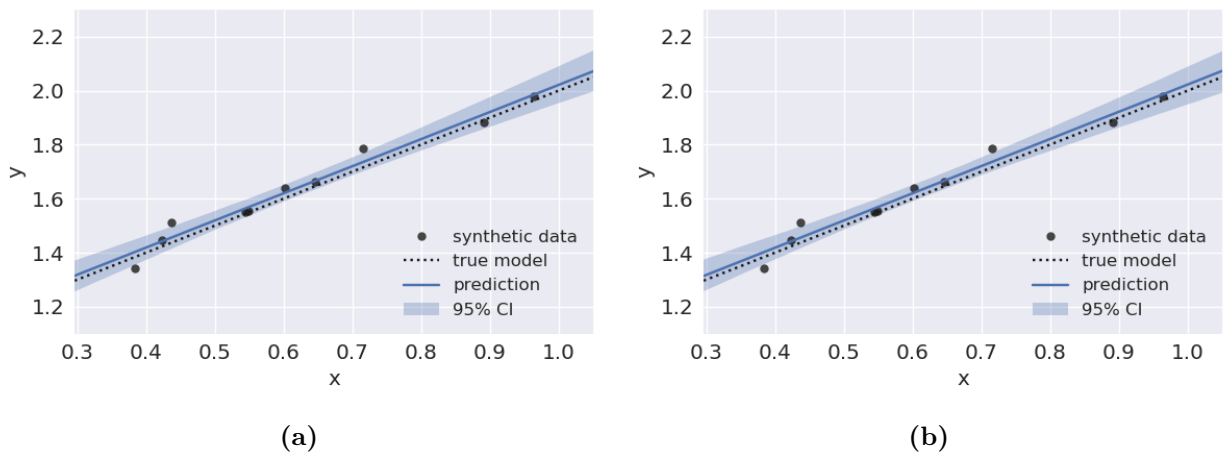 2.2
2.0
1.8
1.6
1.4
1.2
y
synthetic data
true model
prediction
95% CI
0.3 0.4 0.5 0.6 0.7 0.8 0.9 1.0
x
(a)
2.2
2.0
1.8
1.6
1.4
1.2
y
synthetic data
true model
prediction
95% CI
0.3 0.4 0.5 0.6 0.7 0.8 0.9 1.0
x
(b)